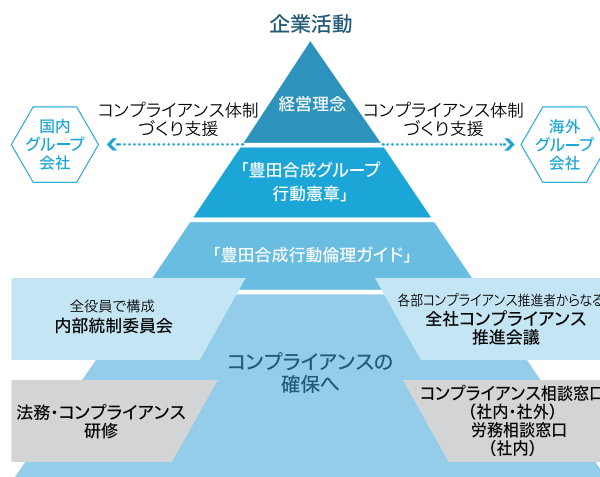 企業活動
経営理念
コンプライアンス体制
づくり支援
コンプライアンス体制
づくり支援
国内
グループ
会社
海外
グループ
会社
「豊田合成グループ
行動憲章」
「豊田合成行動倫理ガイド」
全役員で構成
内部統制委員会
各部コンプライアンス推進者からなる
全社コンプライアンス
推進会議
コンプライアンスの
確保へ
法務・コンプライアンス
研修
コンプライアンス相談窓口
（社内・社外）
労務相談窓口
（社内）